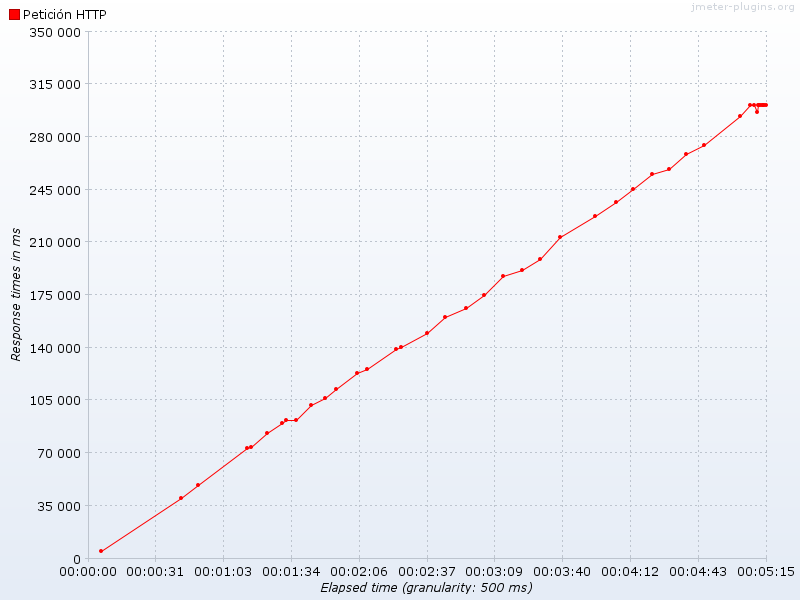 jmeter-plugins.org
Petición HTTP
350 000
315 000
280 000
245 000
210 000
175 000
140 000
105 000
70 000
35 000
0
Response times in ms
00:00:00 00:00:31 00:01:03 00:01:34 00:02:06 00:02:37 00:03:09 00:03:40 00:04:12 00:04:43 00:05:15
Elapsed time (granularity: 500 ms)